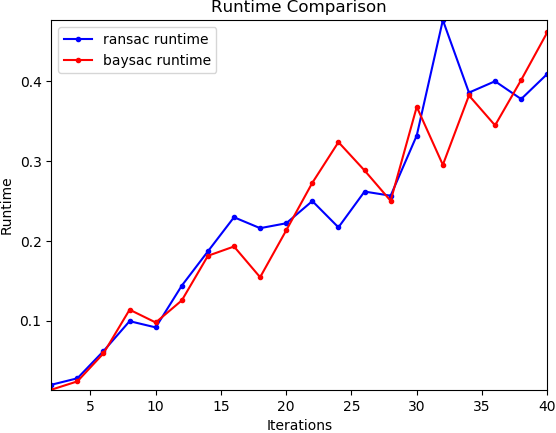 Runtime Comparison
ransac runtime
baysac runtime
0.4
0.3
0.2
0.1
Runtime
5 10 15 20 25 30 35 40
Iterations